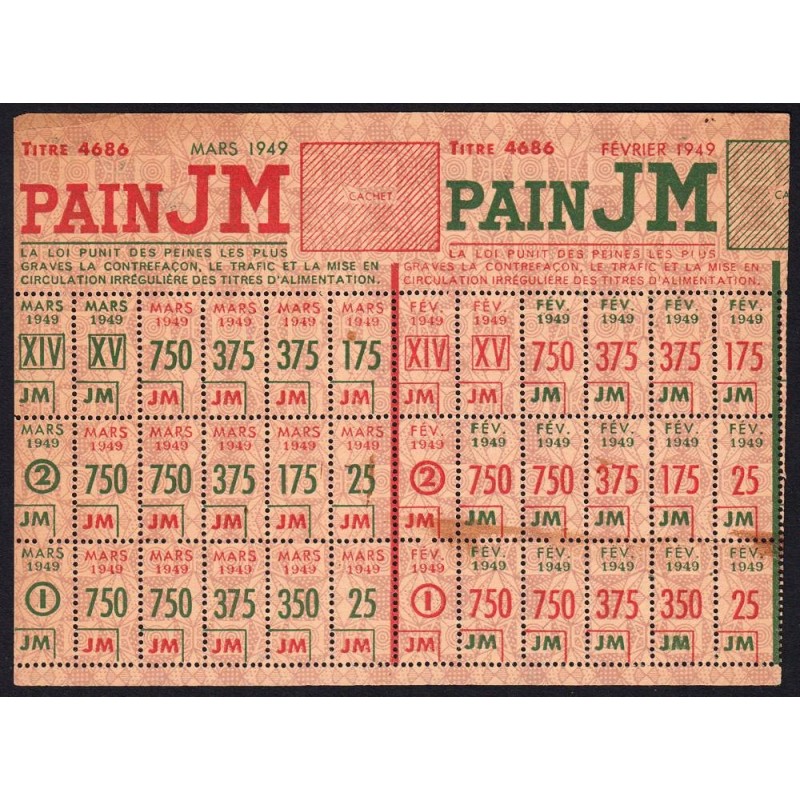 TITRE 4686 MARS 1949
PAIN JM CACHET
LA LOI PUNIT DES PEINES LES PLUS
GRAVES LA CONTREFAÇON, LE TRAFIC ET LA MISE EN
CIRCULATION IRRÉGULIÈRE DES TITRES D'ALIMENTATION.
MARS MARS MARS MARS MARS MARS
1949 1949 1949 1949 1949 1949
XIV XV 750 375 375 175
JM JM JM JM JM JM
MARS MARS MARS MARS MARS MARS
1949 1949 1949 1949 1949 1949
2 750 750 375 175 25
JM JM JM JM JM JM
MARS MARS MARS MARS MARS MARS
1949 1949 1949 1949 1949 1949
1 750 750 375 350 25
JM JM JM JM JM JM
TITRE 4686 FÉVRIER 1949
PAIN JM CA
LA LOI PUNIT DES PEINES LES PLUS
GRAVES LA CONTREFAÇON, LE TRAFIC ET LA MISE EN
CIRCULATION IRRÉGULIÈRE DES TITRES D'ALIMENTATION.
FÉV. FÉV. FÉV. FÉV. FÉV. FÉV.
1949 1949 1949 1949 1949 1949
XIV XV 750 375 375 175
JM JM JM JM JM JM
FÉV. FÉV. FÉV. FÉV. FÉV. FÉV.
1949 1949 1949 1949 1949 1949
2 750 750 375 175 25
JM JM JM JM JM JM
FÉV. FÉV. FÉV. FÉV. FÉV. FÉV.
1949 1949 1949 1949 1949 1949
1 750 750 375 350 25
JM JM JM JM JM JM